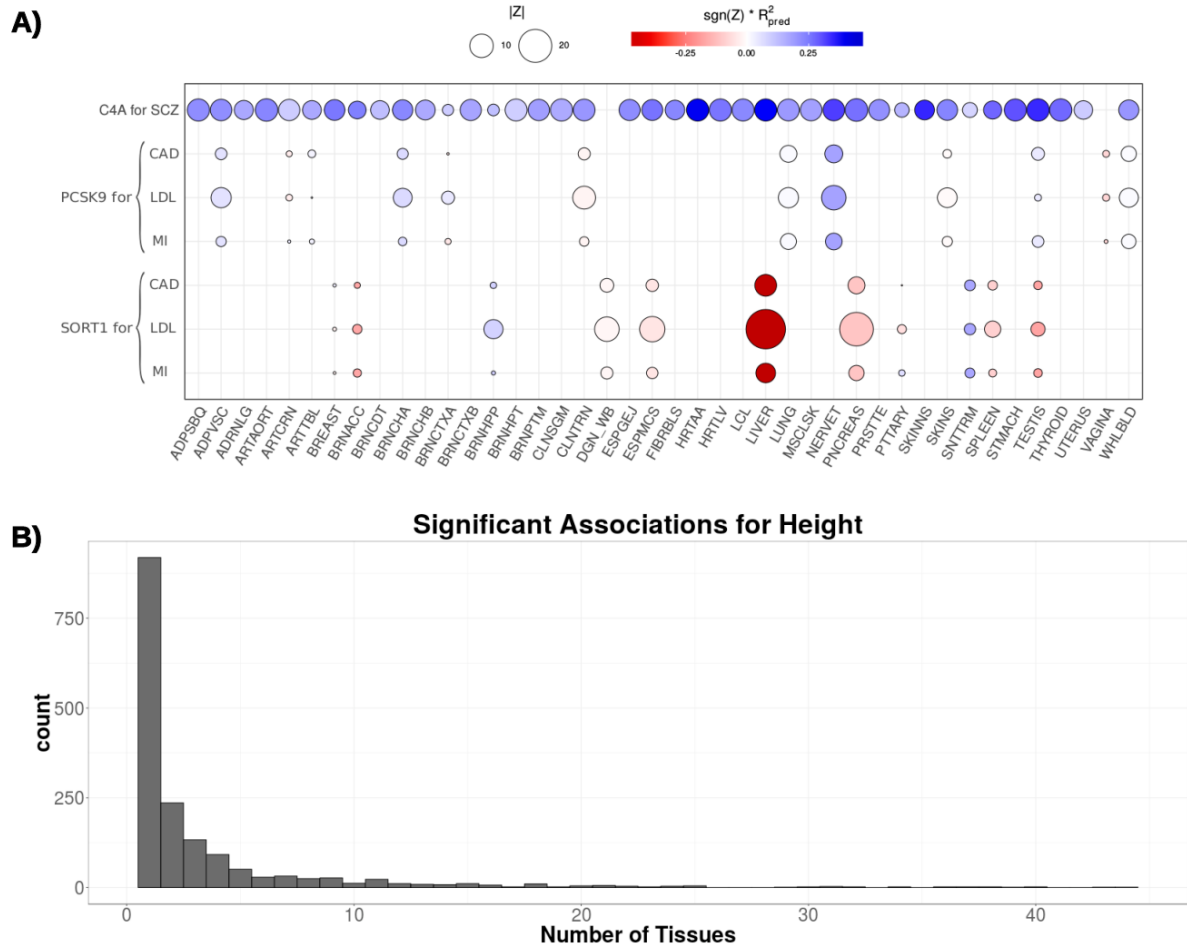 A)
|Z|
10 20
sgn(Z) * R²pred
-0.25 0.00 0.25
C4A for SCZ
CAD
PCSK9 for LDL
MI
CAD
SORT1 for LDL
MI
ADPSBQ ADPVSC ADRNLG ARTAORT ARTCRN ARTTBL BREAST BRNACC BRNCDT BRNCHA BRNCHB BRNCTXA BRNCTXB BRNHPP BRNHPT BRNPTM CLNSGM CLNTRN DGN_WB ESPGEJ ESPMCS FIBRBLS HRTAA HRTLV LCL LIVER LUNG MSCLSK NERVET PNCREAS PRSTTE PTTARY SKINNS SKINS SNTTRM SPLEEN STMACH TESTIS THYROID UTERUS VAGINA WHLBLD
B)
Significant Associations for Height
count
750
500
250
0
0 10 20 30 40
Number of Tissues